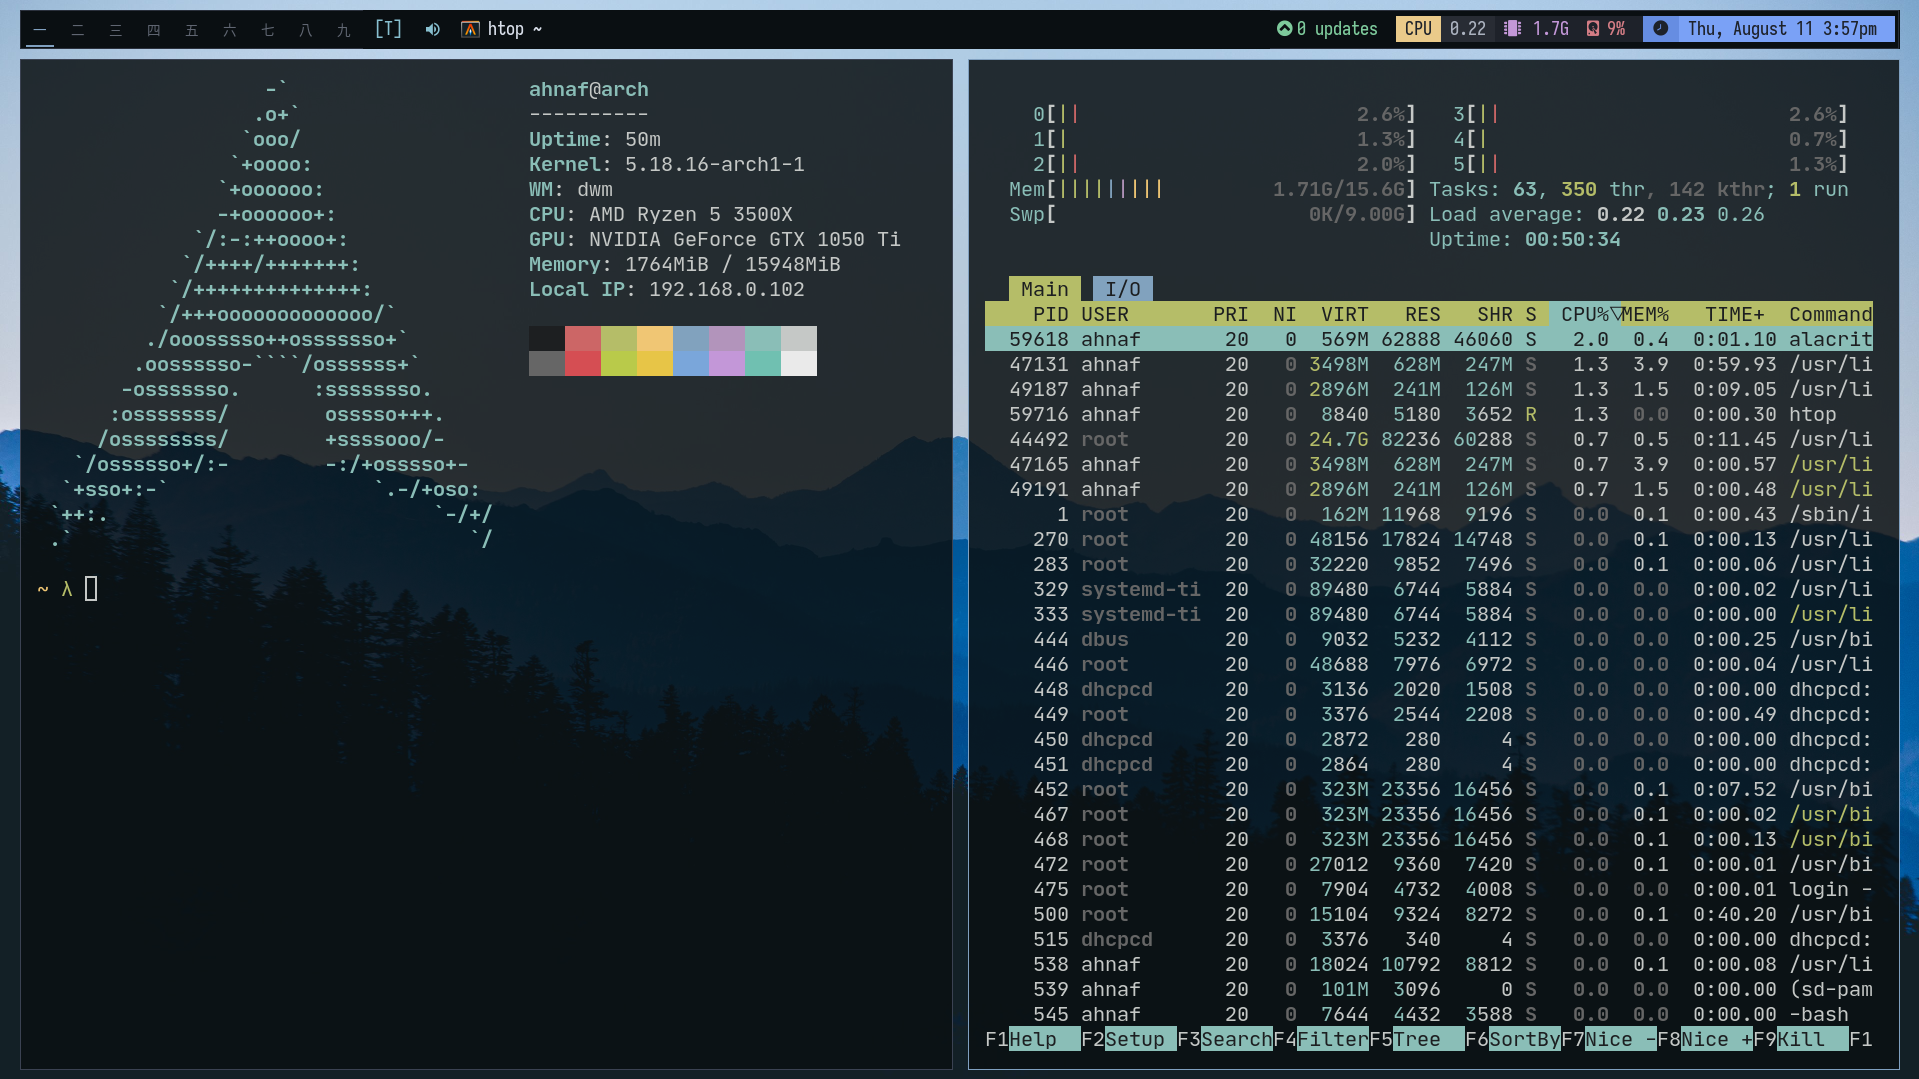 一 二 三 四 五 六 七 八 九 [T] htop ~ 0 updates CPU 0.22 1.7G 9% Thu, August 11 3:57pm
-`
.o+`
`ooo/
`+oooo:
`+oooooo:
-+oooooo+:
`/:-:++oooo+:
`/++++/+++++++:
`/++++++++++++++:
`/+++ooooooooooooo/`
./ooosssso++osssssso+`
.oossssso-````/ossssss+`
-osssssso. :ssssssso.
:osssssss/ osssso+++.
/ossssssss/ +ssssooo/-
`/ossssso+/:- -:/+osssso+-
`+sso+:-` `.-/+oso:
`++:. `-/+/
.` `/
ahnaf@arch
----------
Uptime: 50m
Kernel: 5.18.16-arch1-1
WM: dwm
CPU: AMD Ryzen 5 3500X
GPU: NVIDIA GeForce GTX 1050 Ti
Memory: 1764MiB / 15948MiB
Local IP: 192.168.0.102
~ λ
0[|| 2.6%] 3[|| 2.6%]
1[| 1.3%] 4[| 0.7%]
2[|| 2.0%] 5[|| 1.3%]
Mem[||||||||| 1.71G/15.6G] Tasks: 63, 350 thr, 142 kthr; 1 run
Swp[ 0K/9.00G] Load average: 0.22 0.23 0.26
Uptime: 00:50:34
Main I/O
PID USER PRI NI VIRT RES SHR S CPU%▽MEM% TIME+ Command
59618 ahnaf 20 0 569M 62888 46060 S 2.0 0.4 0:01.10 alacrit
47131 ahnaf 20 0 3498M 628M 247M S 1.3 3.9 0:59.93 /usr/li
49187 ahnaf 20 0 2896M 241M 126M S 1.3 1.5 0:09.05 /usr/li
59716 ahnaf 20 0 8840 5180 3652 R 1.3 0.0 0:00.30 htop
44492 root 20 0 24.7G 82236 60288 S 0.7 0.5 0:11.45 /usr/li
47165 ahnaf 20 0 3498M 628M 247M S 0.7 3.9 0:00.57 /usr/li
49191 ahnaf 20 0 2896M 241M 126M S 0.7 1.5 0:00.48 /usr/li
1 root 20 0 162M 11968 9196 S 0.0 0.1 0:00.43 /sbin/i
270 root 20 0 48156 17824 14748 S 0.0 0.1 0:00.13 /usr/li
283 root 20 0 32220 9852 7496 S 0.0 0.1 0:00.06 /usr/li
329 systemd-ti 20 0 89480 6744 5884 S 0.0 0.0 0:00.02 /usr/li
333 systemd-ti 20 0 89480 6744 5884 S 0.0 0.0 0:00.00 /usr/li
444 dbus 20 0 9032 5232 4112 S 0.0 0.0 0:00.25 /usr/bi
446 root 20 0 48688 7976 6972 S 0.0 0.0 0:00.04 /usr/li
448 dhcpcd 20 0 3136 2020 1508 S 0.0 0.0 0:00.00 dhcpcd:
449 root 20 0 3376 2544 2208 S 0.0 0.0 0:00.49 dhcpcd:
450 dhcpcd 20 0 2872 280 4 S 0.0 0.0 0:00.00 dhcpcd:
451 dhcpcd 20 0 2864 280 4 S 0.0 0.0 0:00.00 dhcpcd:
452 root 20 0 323M 23356 16456 S 0.0 0.1 0:07.52 /usr/bi
467 root 20 0 323M 23356 16456 S 0.0 0.1 0:00.02 /usr/bi
468 root 20 0 323M 23356 16456 S 0.0 0.1 0:00.13 /usr/bi
472 root 20 0 27012 9360 7420 S 0.0 0.1 0:00.01 /usr/bi
475 root 20 0 7904 4732 4008 S 0.0 0.0 0:00.01 login -
500 root 20 0 15104 9324 8272 S 0.0 0.1 0:40.20 /usr/bi
515 dhcpcd 20 0 3376 340 4 S 0.0 0.0 0:00.00 dhcpcd:
538 ahnaf 20 0 18024 10792 8812 S 0.0 0.1 0:00.08 /usr/li
539 ahnaf 20 0 101M 3096 0 S 0.0 0.0 0:00.00 (sd-pam
545 ahnaf 20 0 7644 4432 3588 S 0.0 0.0 0:00.00 -bash
F1Help F2Setup F3SearchF4FilterF5Tree F6SortByF7Nice -F8Nice +F9Kill F1